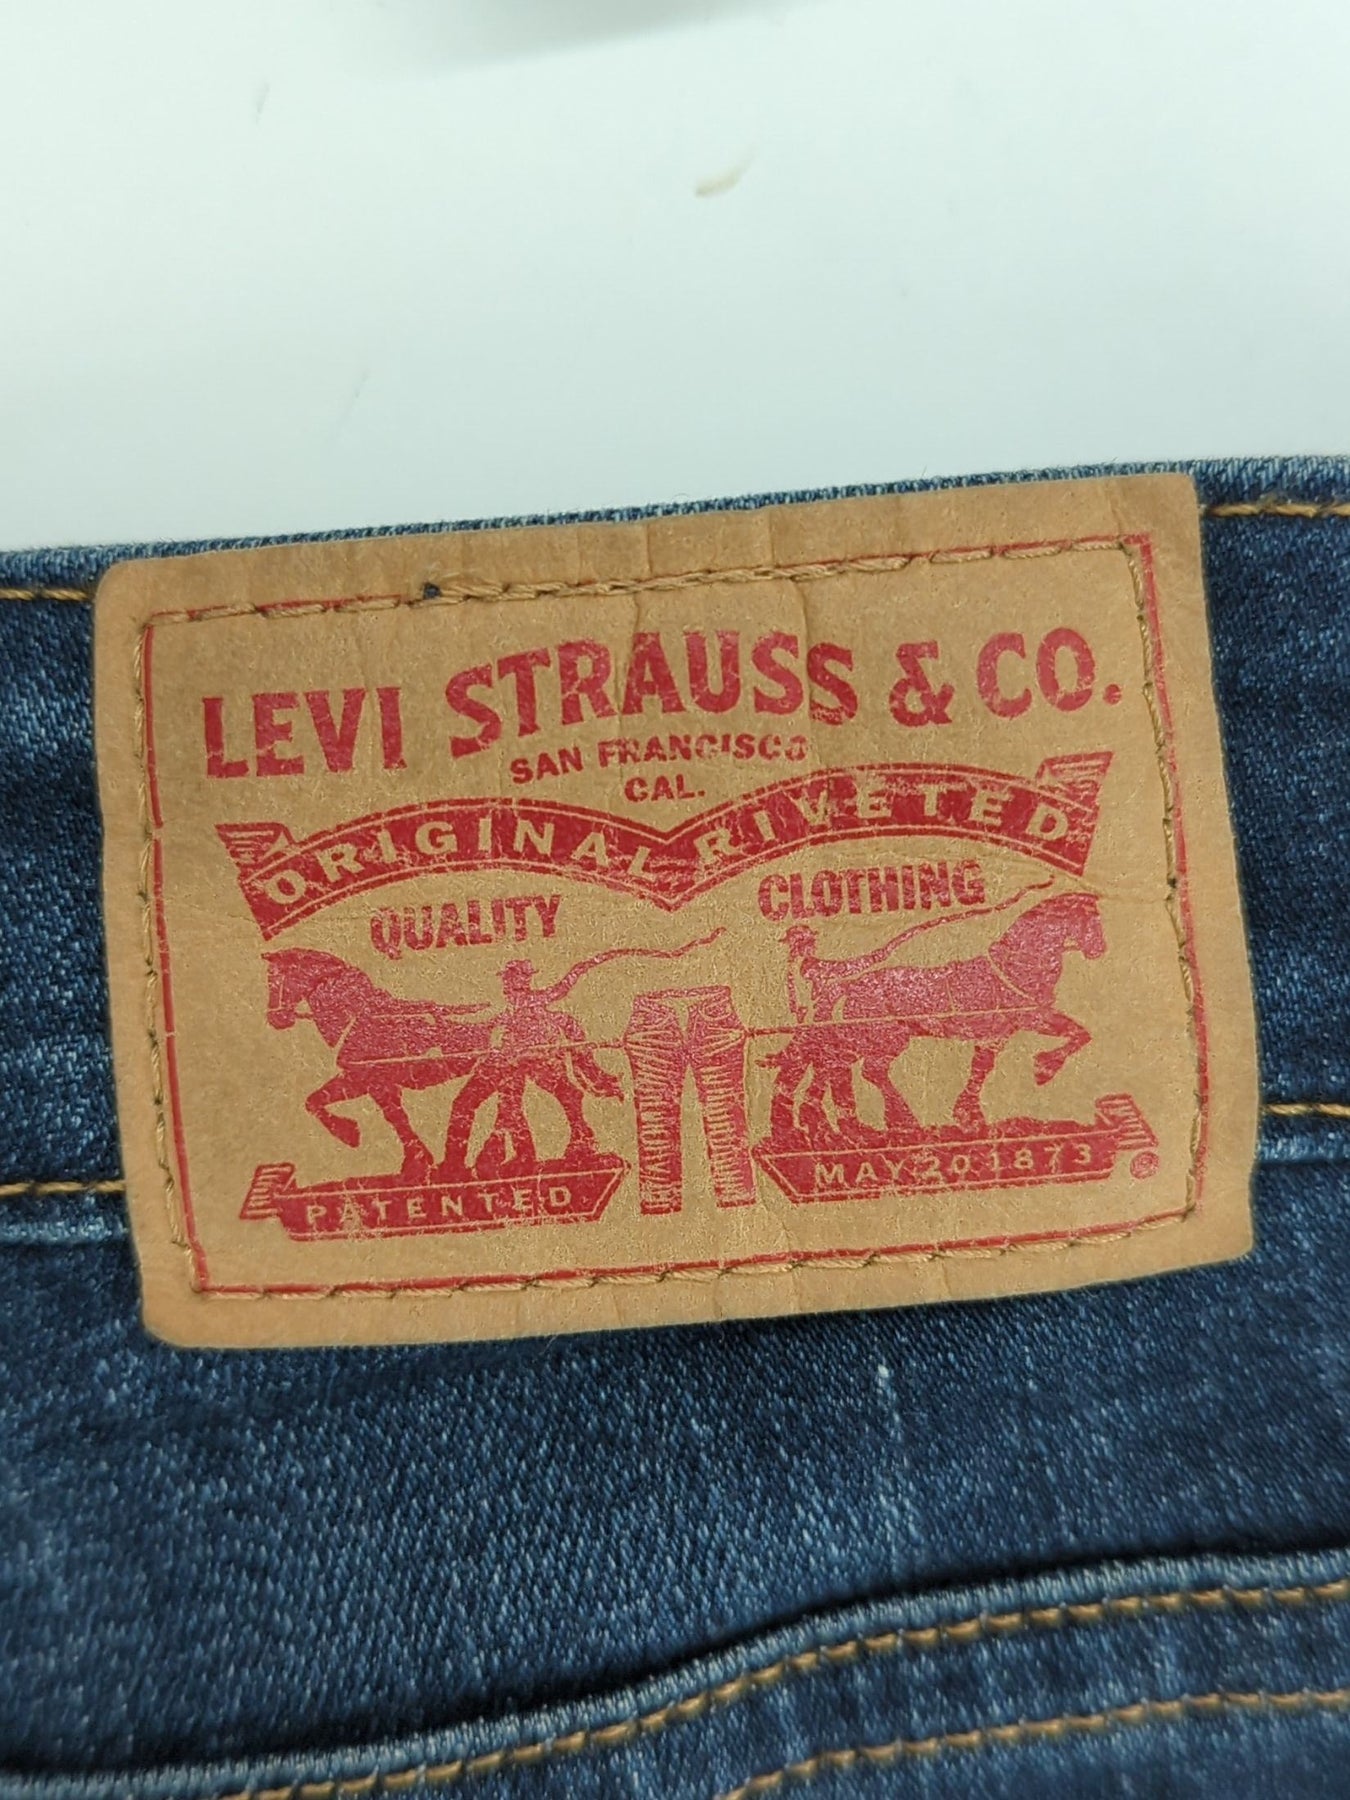 LEVI STRAUSS & CO.
SAN FRANCISCO
CAL.
ORIGINAL RIVETED
QUALITY CLOTHING
PATENTED MAY 20 1873
®